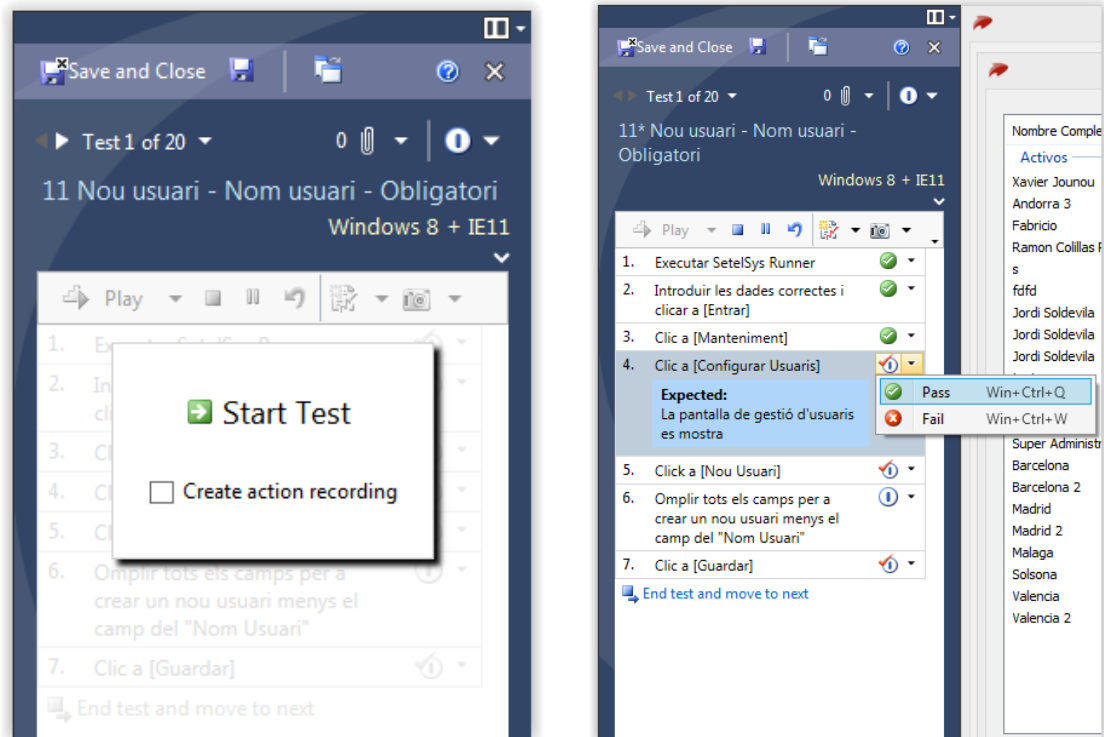 Save and Close
Test 1 of 20
0
11 Nou usuari - Nom usuari - Obligatori
Windows 8 + IE11
Play
1.
2.
3.
4.
5.
Start Test
Create action recording
6. Omplir tots els camps per a
crear un nou usuari menys el
camp del "Nom Usuari"
7. Clic a [Guardar]
End test and move to next
Save and Close
Test 1 of 20
0
11* Nou usuari - Nom usuari -
Obligatori
Windows 8 + IE11
Play
1. Executar SetelSys Runner
2. Introduir les dades correctes i
clicar a [Entrar]
3. Clic a [Manteniment]
4. Clic a [Configurar Usuaris]
Expected:
La pantalla de gestió d'usuaris
es mostra
Pass Win+Ctrl+Q
Fail Win+Ctrl+W
5. Click a [Nou Usuari]
6. Omplir tots els camps per a
crear un nou usuari menys el
camp del "Nom Usuari"
7. Clic a [Guardar]
End test and move to next
Nombre Comple
Activos
Xavier Jounou
Andorra 3
Fabricio
Ramon Colillas
s
fdfd
Jordi Soldevila
Jordi Soldevila
Jordi Soldevila
Super Administr
Barcelona
Barcelona 2
Madrid
Madrid 2
Malaga
Solsona
Valencia
Valencia 2